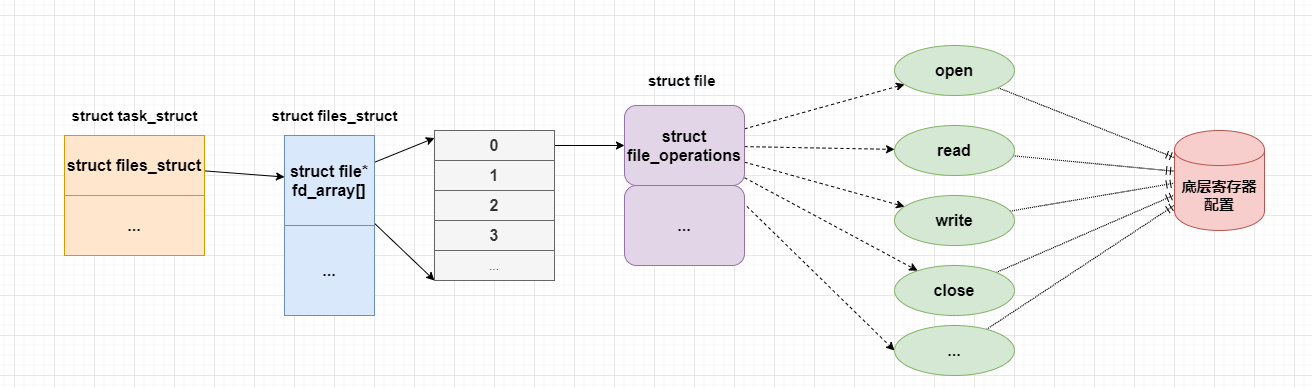 struct task_struct
struct files_struct
...
struct files_struct
struct file*
fd_array[]
...
0
1
2
3
...
struct file
struct
file_operations
...
open
read
write
close
...
底层寄存器
配置